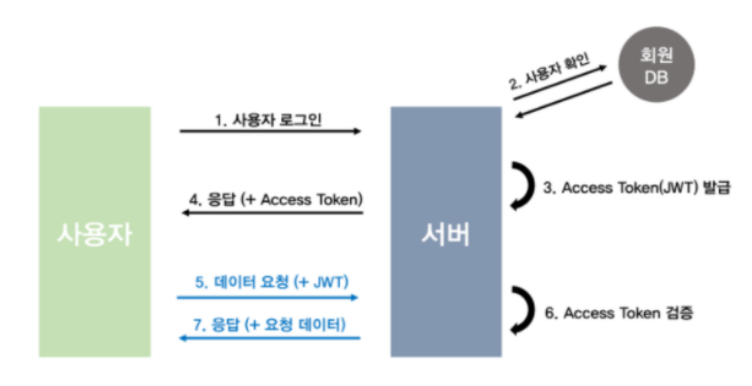 회원
DB
2. 사용자 확인
1. 사용자 로그인
3. Access Token(JWT) 발급
4. 응답 (+ Access Token)
사용자
서버
5. 데이터 요청 (+ JWT)
6. Access Token 검증
7. 응답 (+ 요청 데이터)